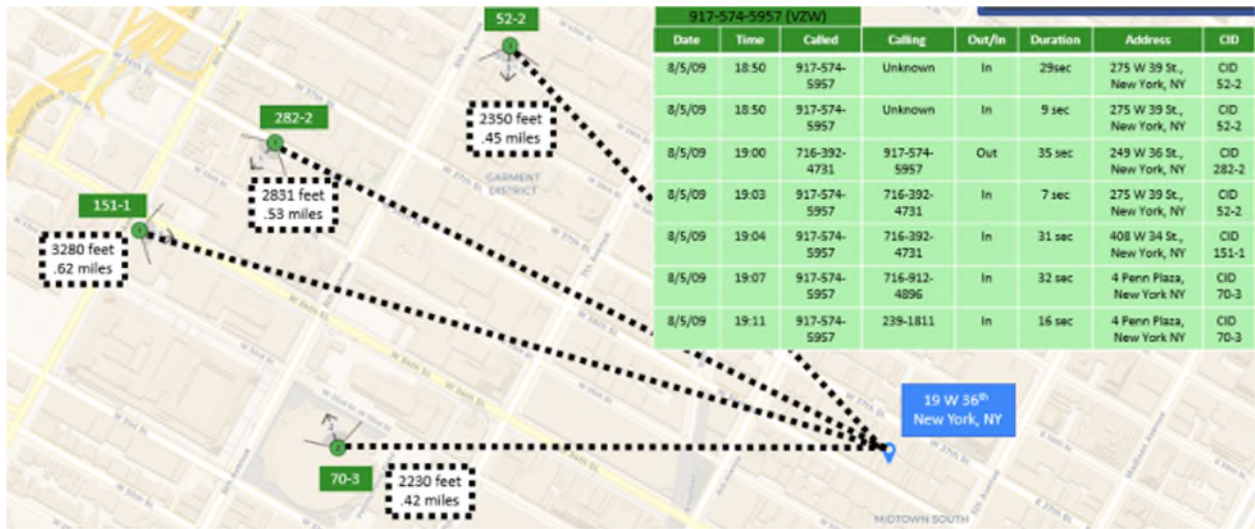 52-2
282-2
151-1
70-3
2350 feet
.45 miles
2831 feet
.53 miles
3280 feet
.62 miles
2230 feet
.42 miles
GARMENT
DISTRICT
19 W 36th
New York, NY
MIDTOWN SOUTH
917-574-5957 (VZW)
Date Time Called Calling Out/In Duration Address CID
8/5/09 18:50 917-574-5957 Unknown In 29sec 275 W 39 St., New York, NY CID 52-2
8/5/09 18:50 917-574-5957 Unknown In 9 sec 275 W 39 St., New York, NY CID 52-2
8/5/09 19:00 716-392-4731 917-574-5957 Out 35 sec 249 W 36 St., New York, NY CID 282-2
8/5/09 19:03 917-574-5957 716-392-4731 In 7 sec 275 W 39 St., New York, NY CID 52-2
8/5/09 19:04 917-574-5957 716-392-4731 In 31 sec 408 W 34 St., New York, NY CID 151-1
8/5/09 19:07 917-574-5957 716-912-4896 In 32 sec 4 Penn Plaza, New York NY CID 70-3
8/5/09 19:11 917-574-5957 239-1811 In 16 sec 4 Penn Plaza, New York NY CID 70-3